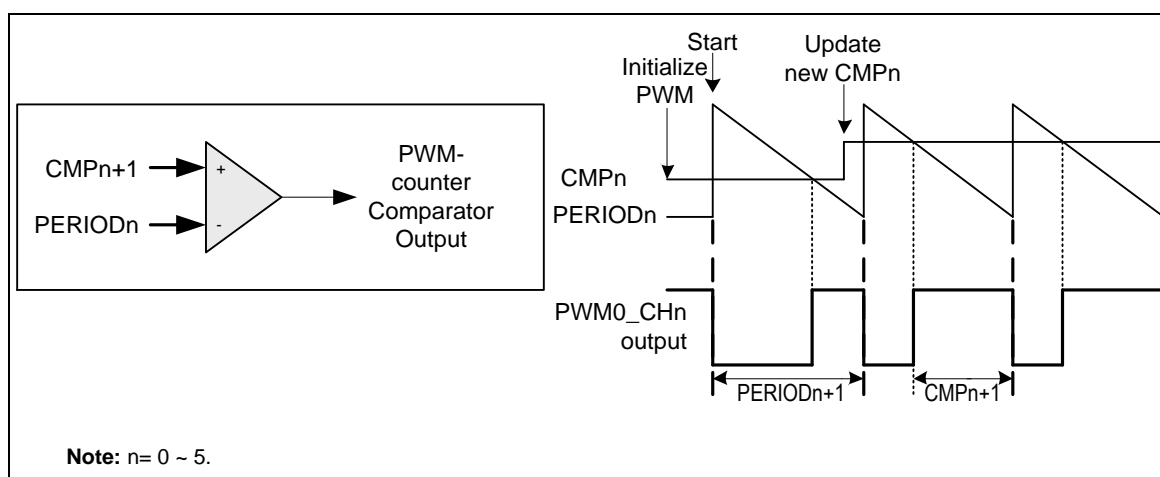 CMPn+1
PERIODn
+
-
PWM-
counter
Comparator
Output
Start
Initialize
PWM
Update
new CMPn
CMPn
PERIODn
PWM0_CHn
output
PERIODn+1
CMPn+1
Note: n= 0 ~ 5.